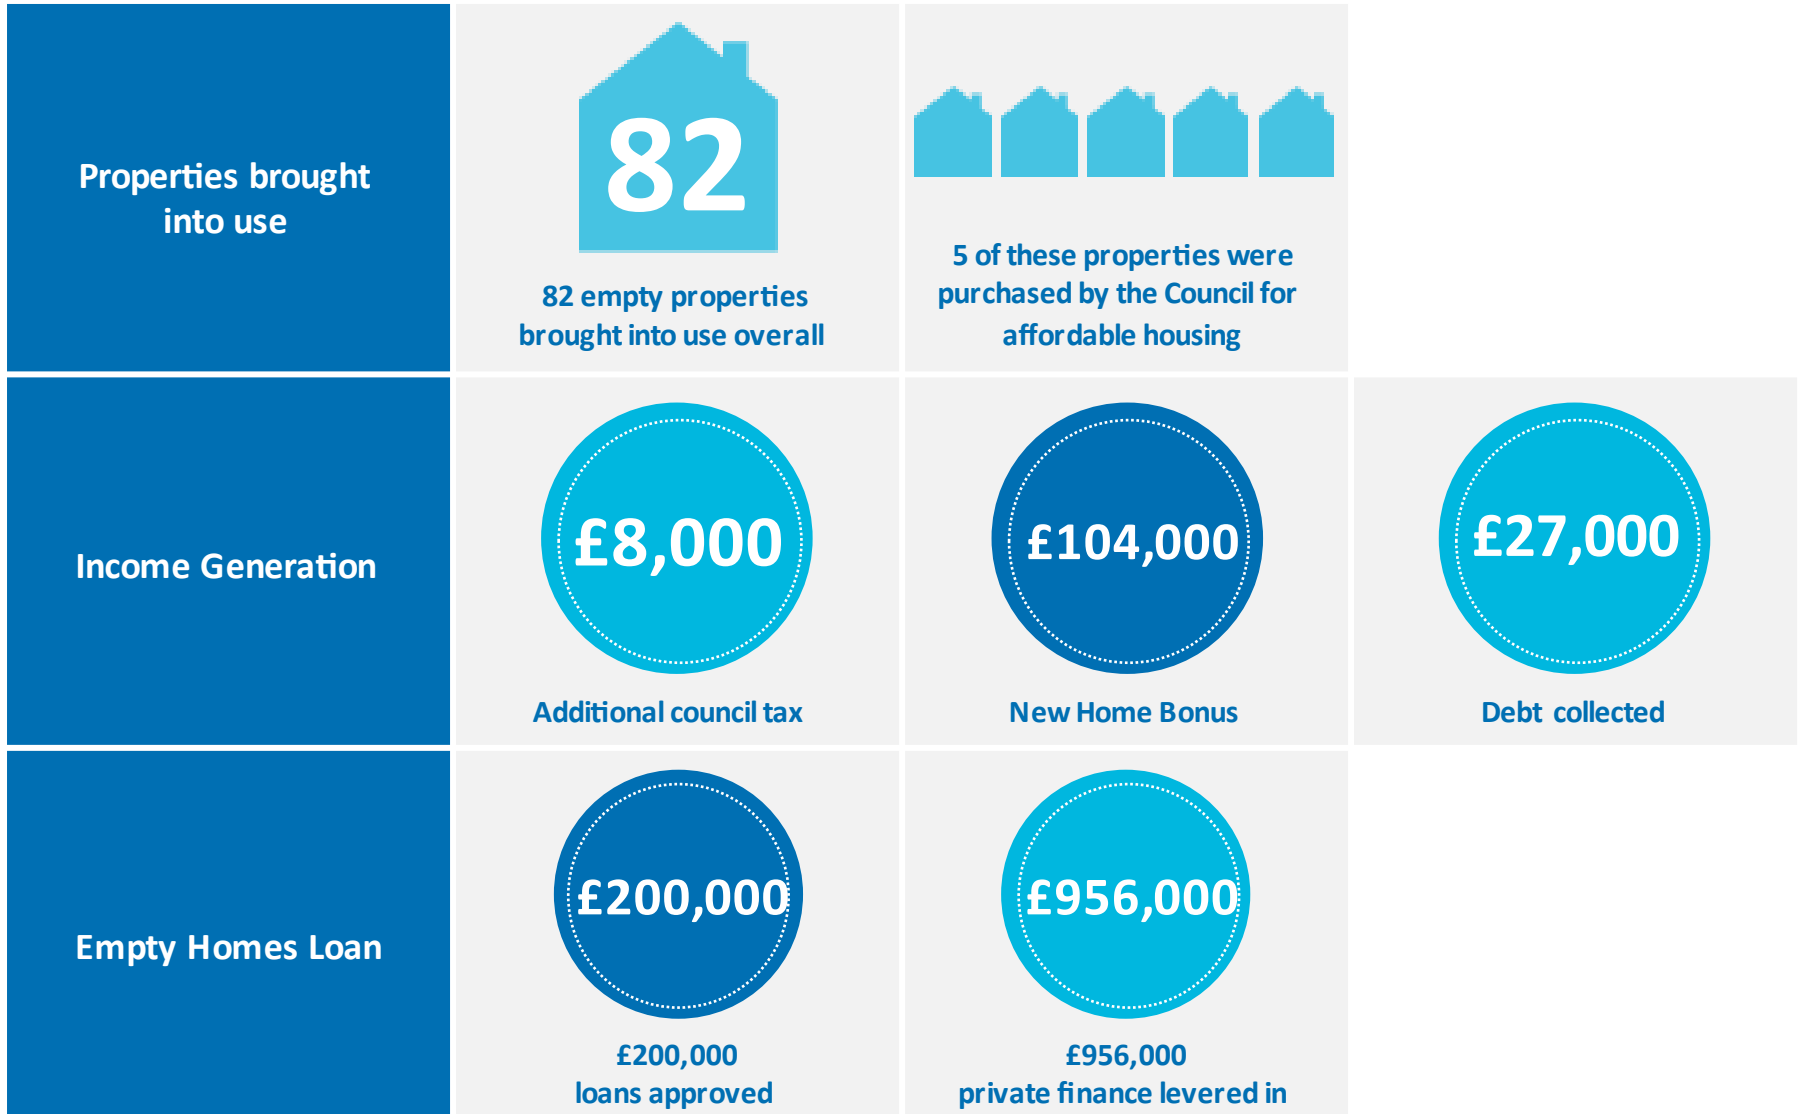 Properties brought
into use
82
82 empty properties
brought into use overall
5 of these properties were
purchased by the Council for
affordable housing
Income Generation
£8,000
Additional council tax
£104,000
New Home Bonus
£27,000
Debt collected
Empty Homes Loan
£200,000
£200,000
loans approved
£956,000
£956,000
private finance levered in